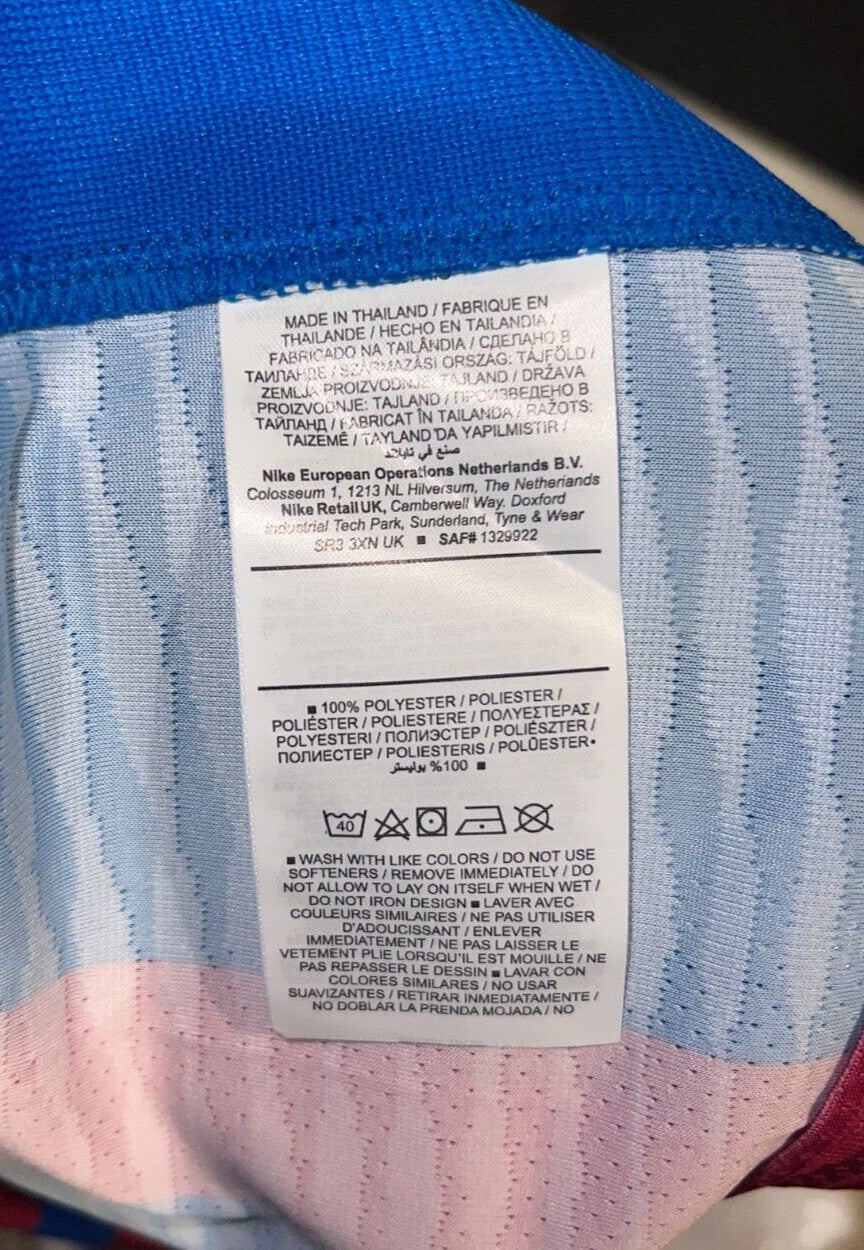 MADE IN THAILAND / FABRIQUE EN
THAILANDE / HECHO EN TAILANDIA /
FABRICADO NA TAILÂNDIA / СДЕЛАНО В
ТАИЛАНДЕ / SZÁRMAZÁSI ORSZÁG: TÁJFÖLD /
ZEMLJA PROIZVODNJE: TAJLAND / DRŽAVA
PROIZVODNJE: TAJLAND / ПРОИЗВЕДЕНО В
ТАЙЛАНД / FABRICAT ÎN TAILANDA / RAŽOTS:
TAIZEMĒ / TAYLAND'DA YAPILMISTIR /
صنع في تايلاند
Nike European Operations Netherlands B.V.
Colosseum 1, 1213 NL Hilversum, The Netherlands
Nike Retail UK, Camberwell Way. Doxford
Industrial Tech Park, Sunderland, Tyne & Wear
SR3 3XN UK ■ SAF# 1329922
■ 100% POLYESTER / POLIESTER /
POLIÉSTER / POLIESTERE / ΠΟΛΥΕΣΤΕΡΑΣ /
POLYESTERI / ПОЛИЭСТЕР / POLIÉSZTER /
ПОЛИЕСТЕР / POLIESTERIS / POLÜESTER•
100% بوليستر ■
40
■ WASH WITH LIKE COLORS / DO NOT USE
SOFTENERS / REMOVE IMMEDIATELY / DO
NOT ALLOW TO LAY ON ITSELF WHEN WET /
DO NOT IRON DESIGN ■ LAVER AVEC
COULEURS SIMILAIRES / NE PAS UTILISER
D'ADOUCISSANT / ENLEVER
IMMEDIATEMENT / NE PAS LAISSER LE
VETEMENT PLIE LORSQU'IL EST MOUILLE / NE
PAS REPASSER LE DESSIN ■ LAVAR CON
COLORES SIMILARES / NO USAR
SUAVIZANTES / RETIRAR INMEDIATAMENTE /
NO DOBLAR LA PRENDA MOJADA / NO